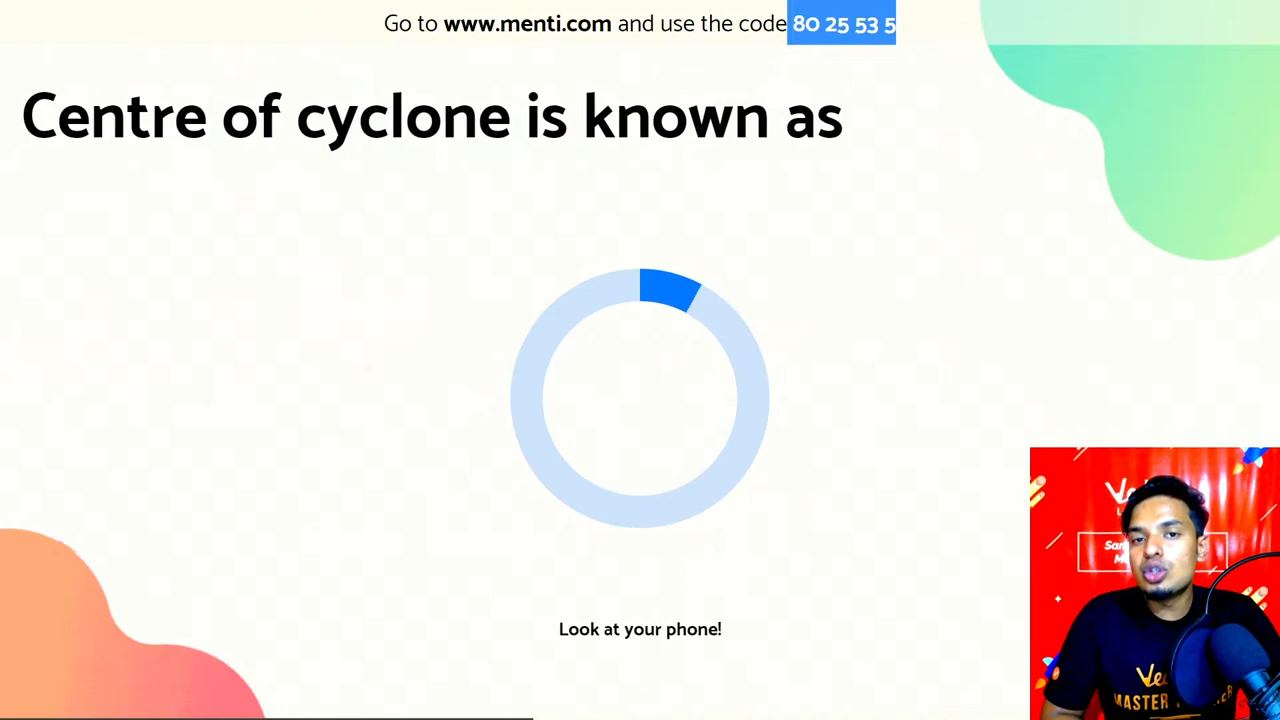 Go to www.menti.com and use the code 80 25 53 5
Centre of cyclone is known as
Look at your phone!
MASTER